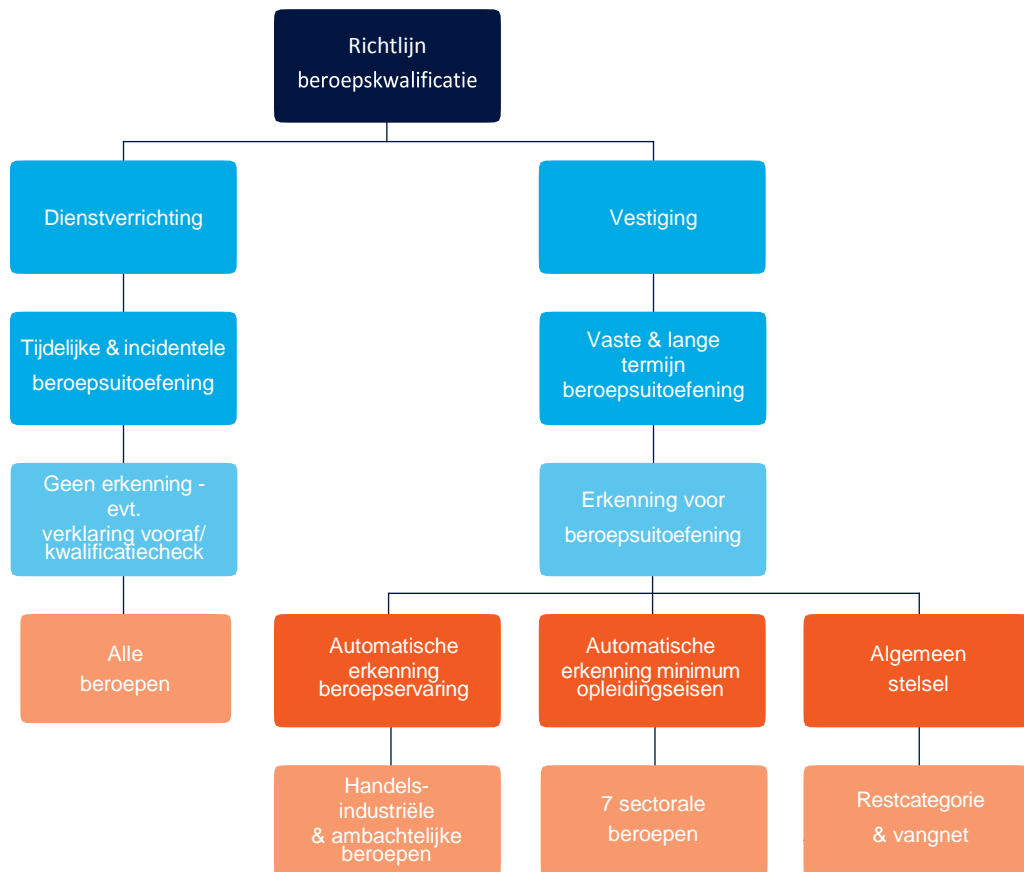 Richtlijn
beroepskwalificatie
Dienstverrichting
Vestiging
Tijdelijke & incidentele
beroepsuitoefening
Vaste & lange
termijn
beroepsuitoefening
Geen erkenning -
evt.
verklaring vooraf/
kwalificatiecheck
Erkenning voor
beroepsuitoefening
Alle
beroepen
Automatische
erkenning
beroepservaring
Automatische
erkenning minimum
opleidingseisen
Algemeen
stelsel
Handels-
industriële
& ambachtelijke
beroepen
7 sectorale
beroepen
Restcategorie
& vangnet